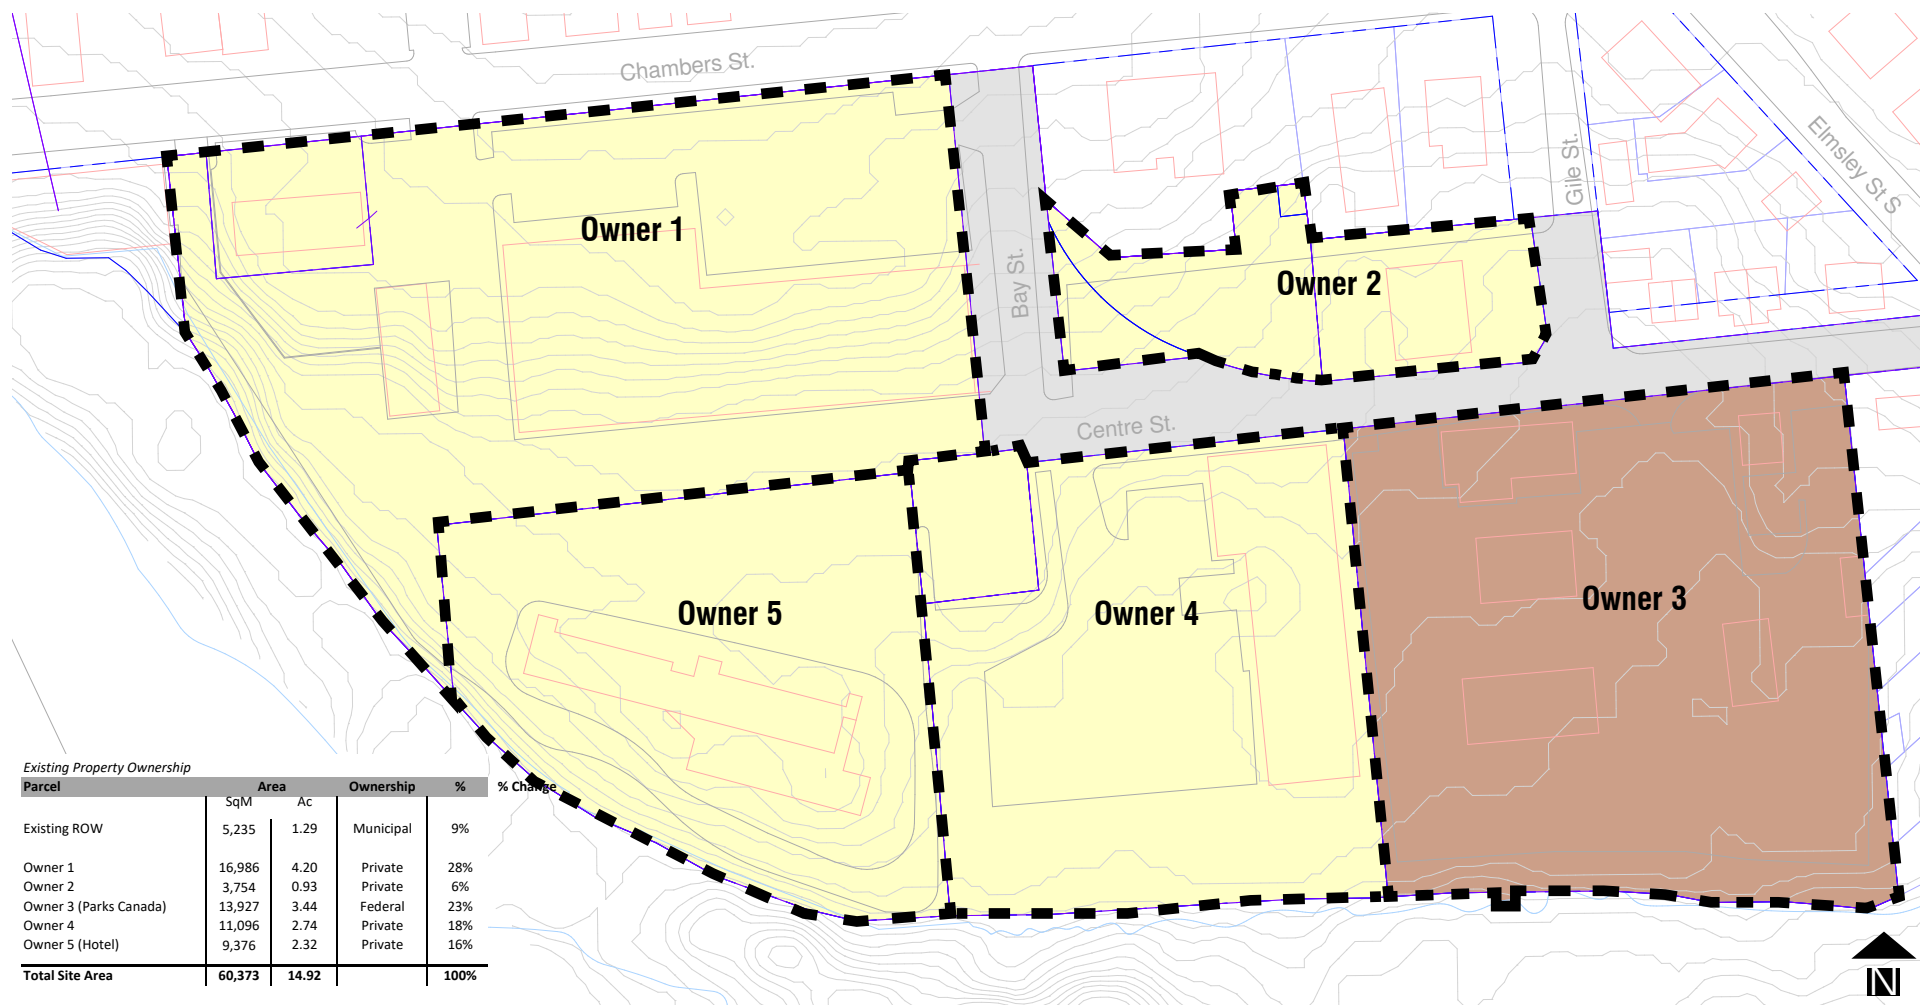 Chambers St.
Elmsley St S
Gile St.
Owner 1
Bay St.
Owner 2
Centre St.
Owner 5
Owner 4
Owner 3
Existing Property Ownership
Parcel Area Ownership % % Change
SqM Ac
Existing ROW 5,235 1.29 Municipal 9%
Owner 1 16,986 4.20 Private 28%
Owner 2 3,754 0.93 Private 6%
Owner 3 (Parks Canada) 13,927 3.44 Federal 23%
Owner 4 11,096 2.74 Private 18%
Owner 5 (Hotel) 9,376 2.32 Private 16%
Total Site Area 60,373 14.92 100%
N